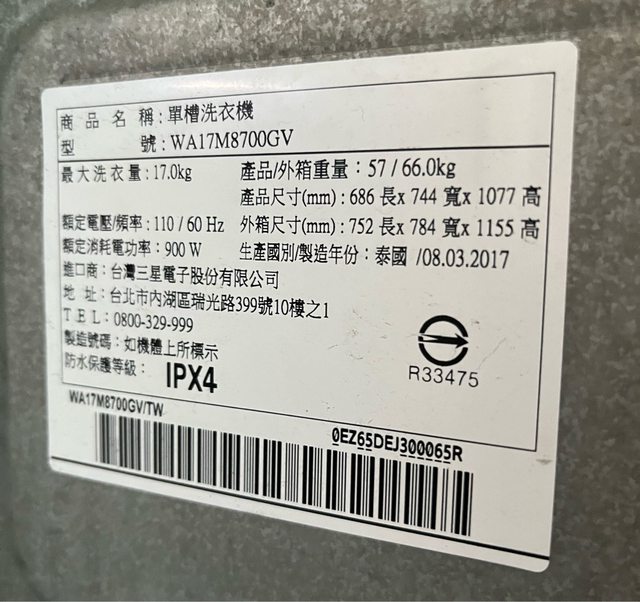 商品名稱：單槽洗衣機
型 號：WA17M8700GV
最大洗衣量：17.0kg 產品/外箱重量：57 / 66.0kg
產品尺寸(mm)：686 長x 744 寬x 1077 高
額定電壓/頻率：110 / 60 Hz 外箱尺寸(mm)：752 長x 784 寬x 1155 高
額定消耗電功率：900 W 生產國別/製造年份：泰國 /08.03.2017
進口商：台灣三星電子股份有限公司
地 址：台北市內湖區瑞光路399號10樓之1
T E L：0800-329-999
製造號碼：如機體上所標示
防水保護等級： IPX4
R33475
WA17M8700GV/TW
0EZ65DEJ300065R